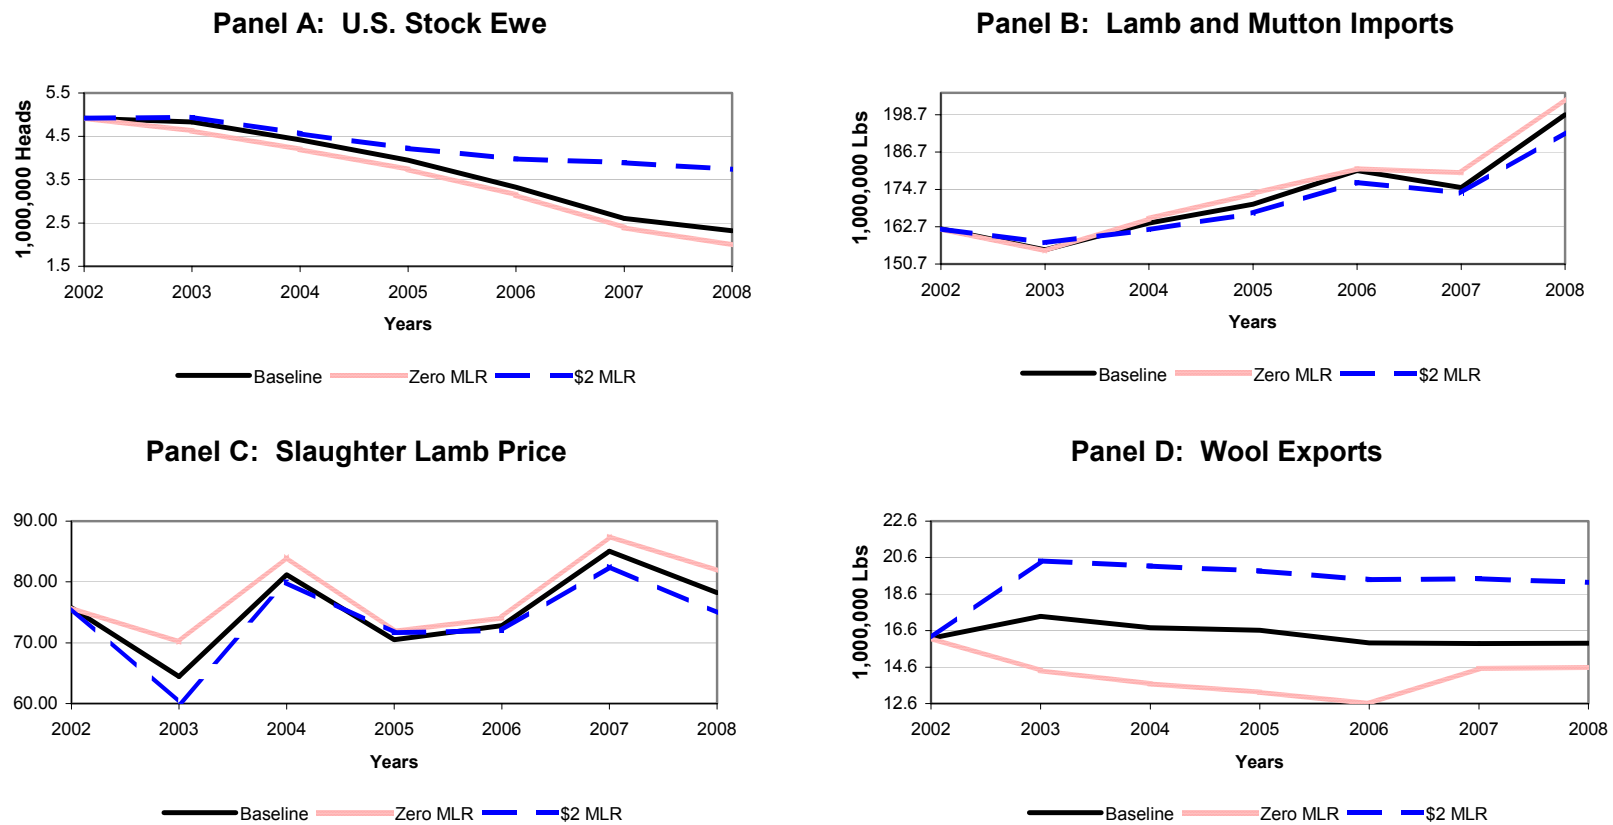 Panel A:  U.S. Stock Ewe
1,000,000 Heads
5.5
4.5
3.5
2.5
1.5
2002 2003 2004 2005 2006 2007 2008
Years
Baseline Zero MLR $2 MLR
Panel B:  Lamb and Mutton Imports
1,000,000 Lbs
198.7
186.7
174.7
162.7
150.7
2002 2003 2004 2005 2006 2007 2008
Years
Baseline Zero MLR $2 MLR
Panel C:  Slaughter Lamb Price
90.00
80.00
70.00
60.00
2002 2003 2004 2005 2006 2007 2008
Years
Baseline Zero MLR $2 MLR
Panel D:  Wool Exports
1,000,000 Lbs
22.6
20.6
18.6
16.6
14.6
12.6
2002 2003 2004 2005 2006 2007 2008
Years
Baseline Zero MLR $2 MLR